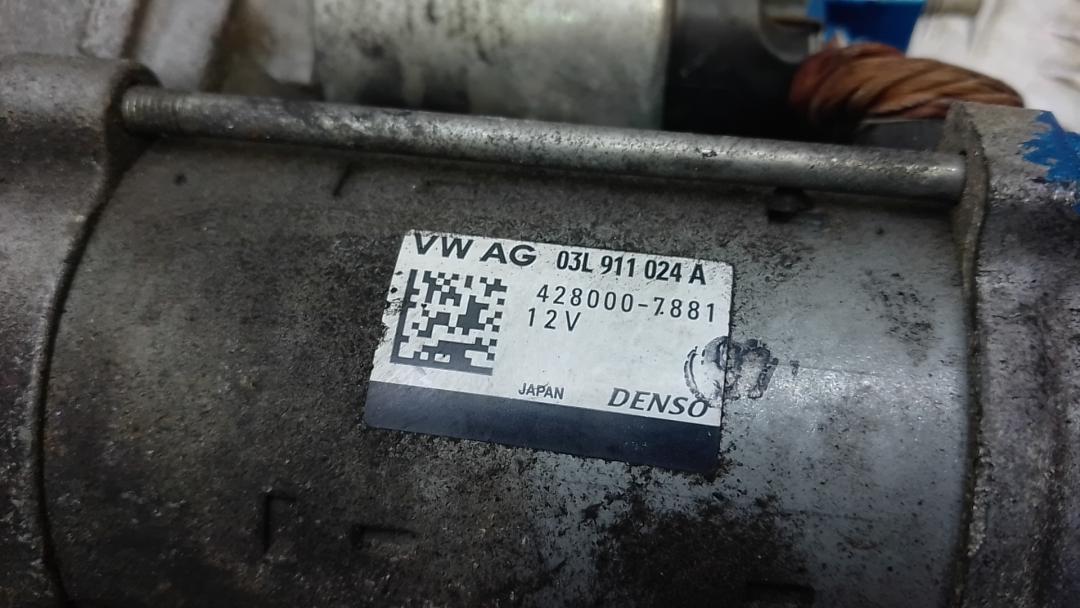 VW AG 03L 911 024 A
428000-7881
12V
JAPAN DENSO